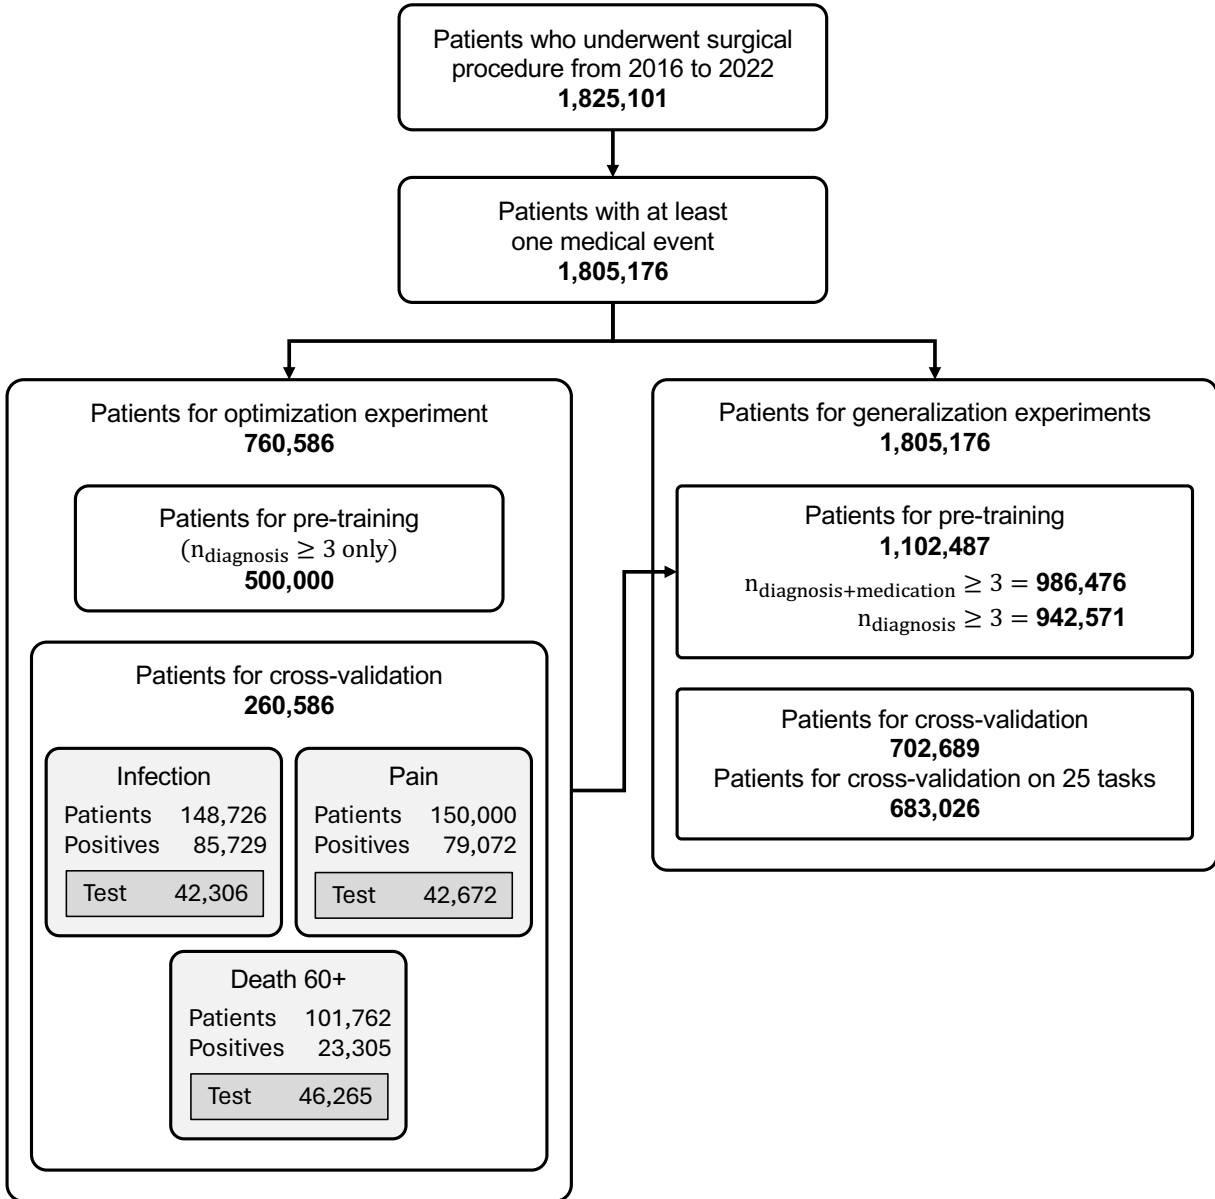 Patients who underwent surgical
procedure from 2016 to 2022
1,825,101
Patients with at least
one medical event
1,805,176
Patients for optimization experiment
760,586
Patients for pre-training
(n_diagnosis ≥ 3 only)
500,000
Patients for cross-validation
260,586
Infection
Patients 148,726
Positives 85,729
Test 42,306
Pain
Patients 150,000
Positives 79,072
Test 42,672
Death 60+
Patients 101,762
Positives 23,305
Test 46,265
Patients for generalization experiments
1,805,176
Patients for pre-training
1,102,487
n_diagnosis+medication ≥ 3 = 986,476
n_diagnosis ≥ 3 = 942,571
Patients for cross-validation
702,689
Patients for cross-validation on 25 tasks
683,026